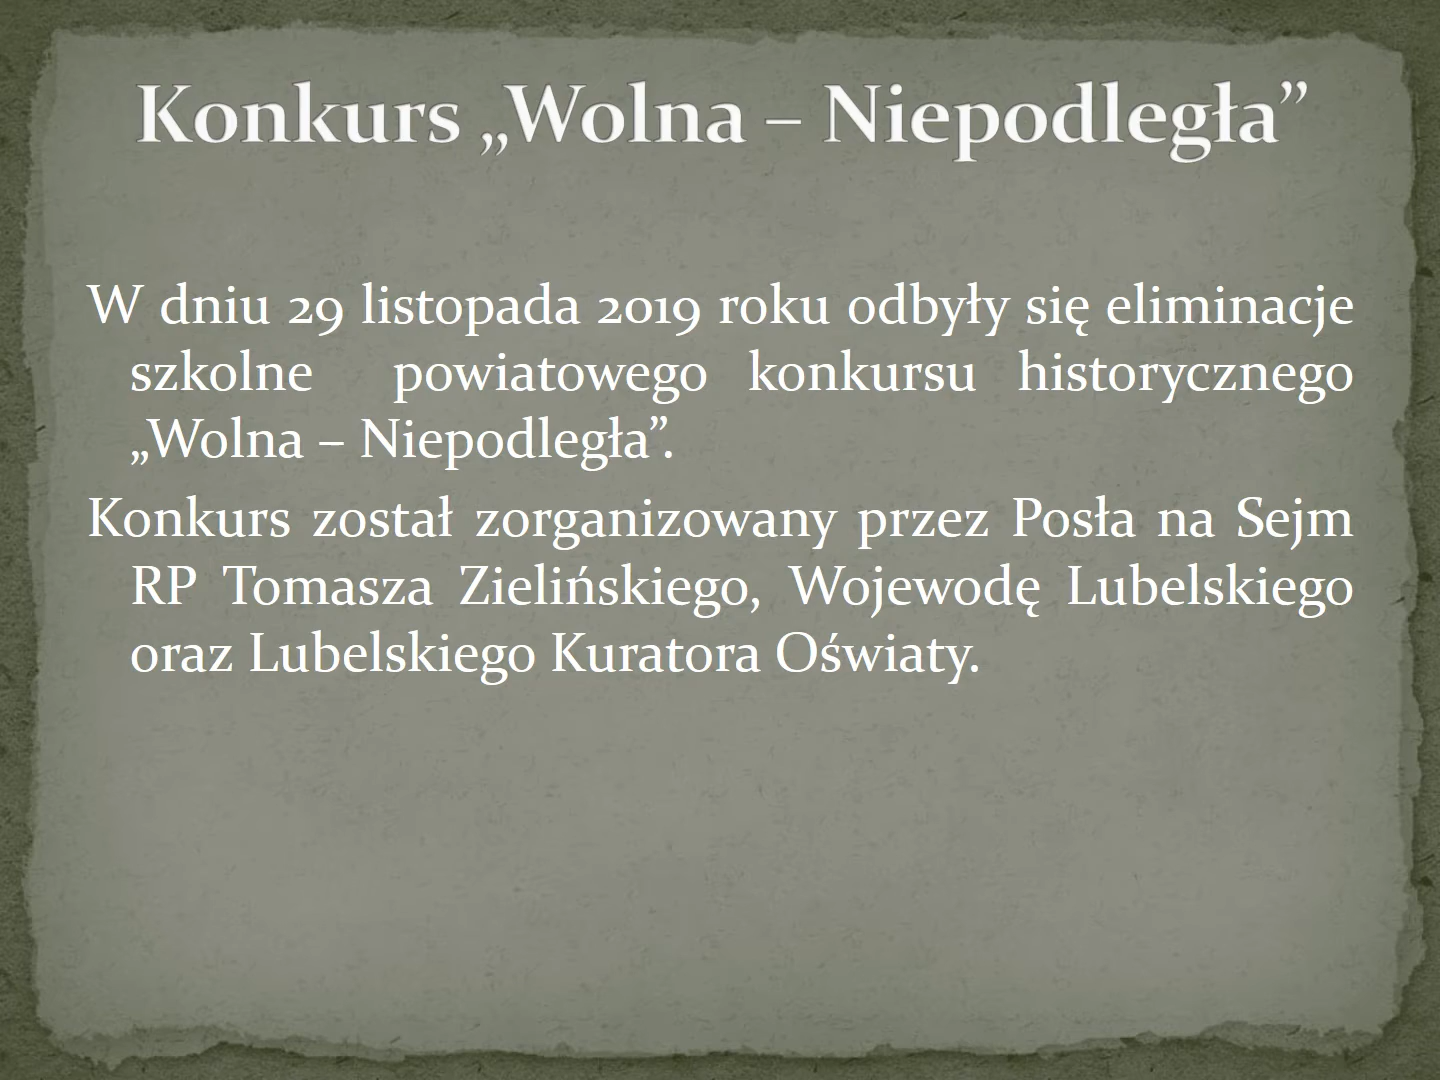 Konkurs „Wolna – Niepodległa”
W dniu 29 listopada 2019 roku odbyły się eliminacje
szkolne powiatowego konkursu historycznego
„Wolna – Niepodległa”.
Konkurs został zorganizowany przez Posła na Sejm
RP Tomasza Zielińskiego, Wojewodę Lubelskiego
oraz Lubelskiego Kuratora Oświaty.